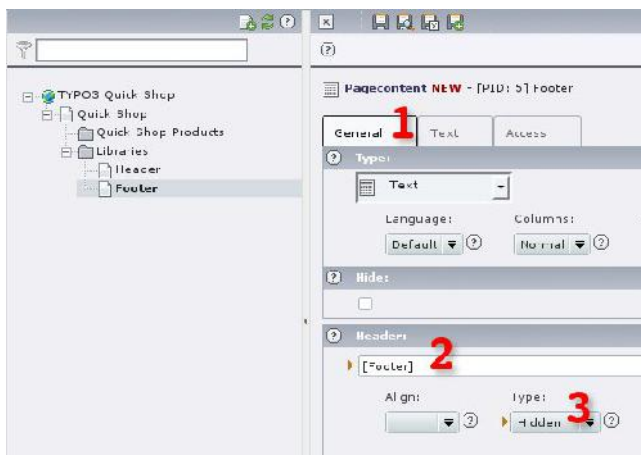 TYPO3 Quick Shop
Quick Shop
Quick Shop Products
Libraries
Header
Footer
Pagecontent NEW - [PID: 5] Footer
General 1 Text Access
Type:
Text
Language: Columns:
Default Normal
Hide:
Header:
[Footer] 2
Align: Type:
Hidden 3